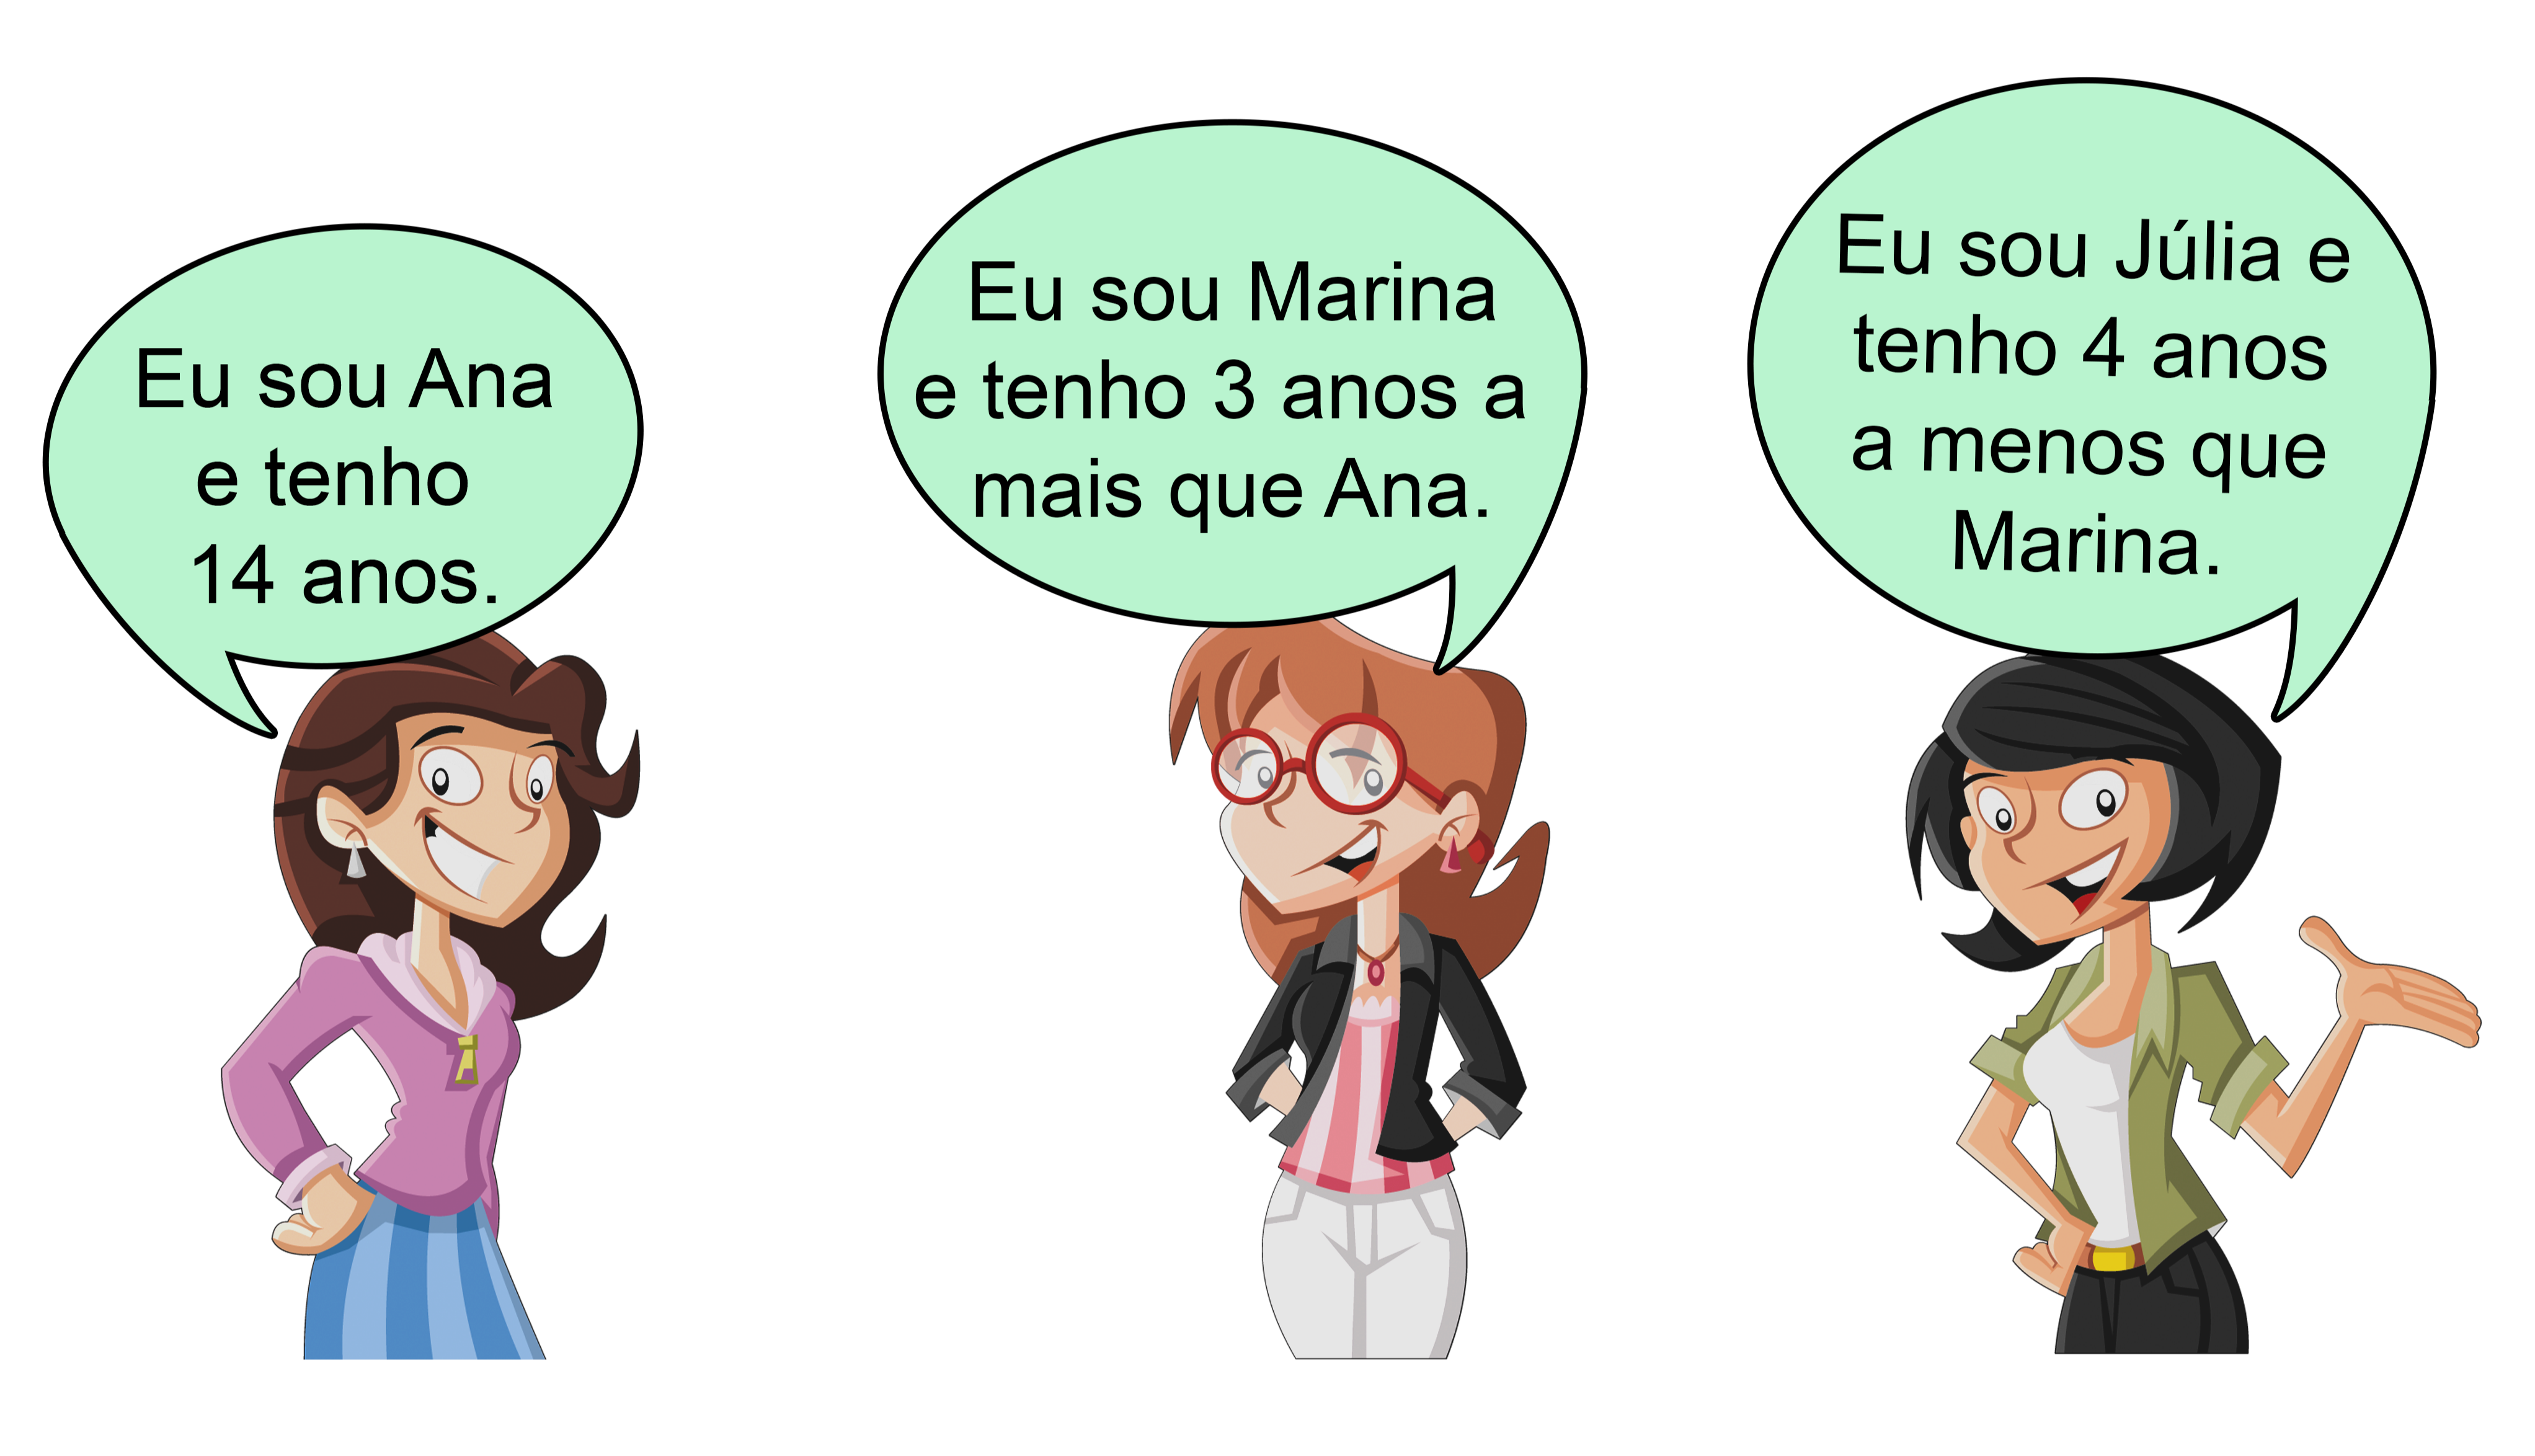 Eu sou Ana
e tenho
14 anos.
Eu sou Marina
e tenho 3 anos a
mais que Ana.
Eu sou Júlia e
tenho 4 anos
a menos que
Marina.